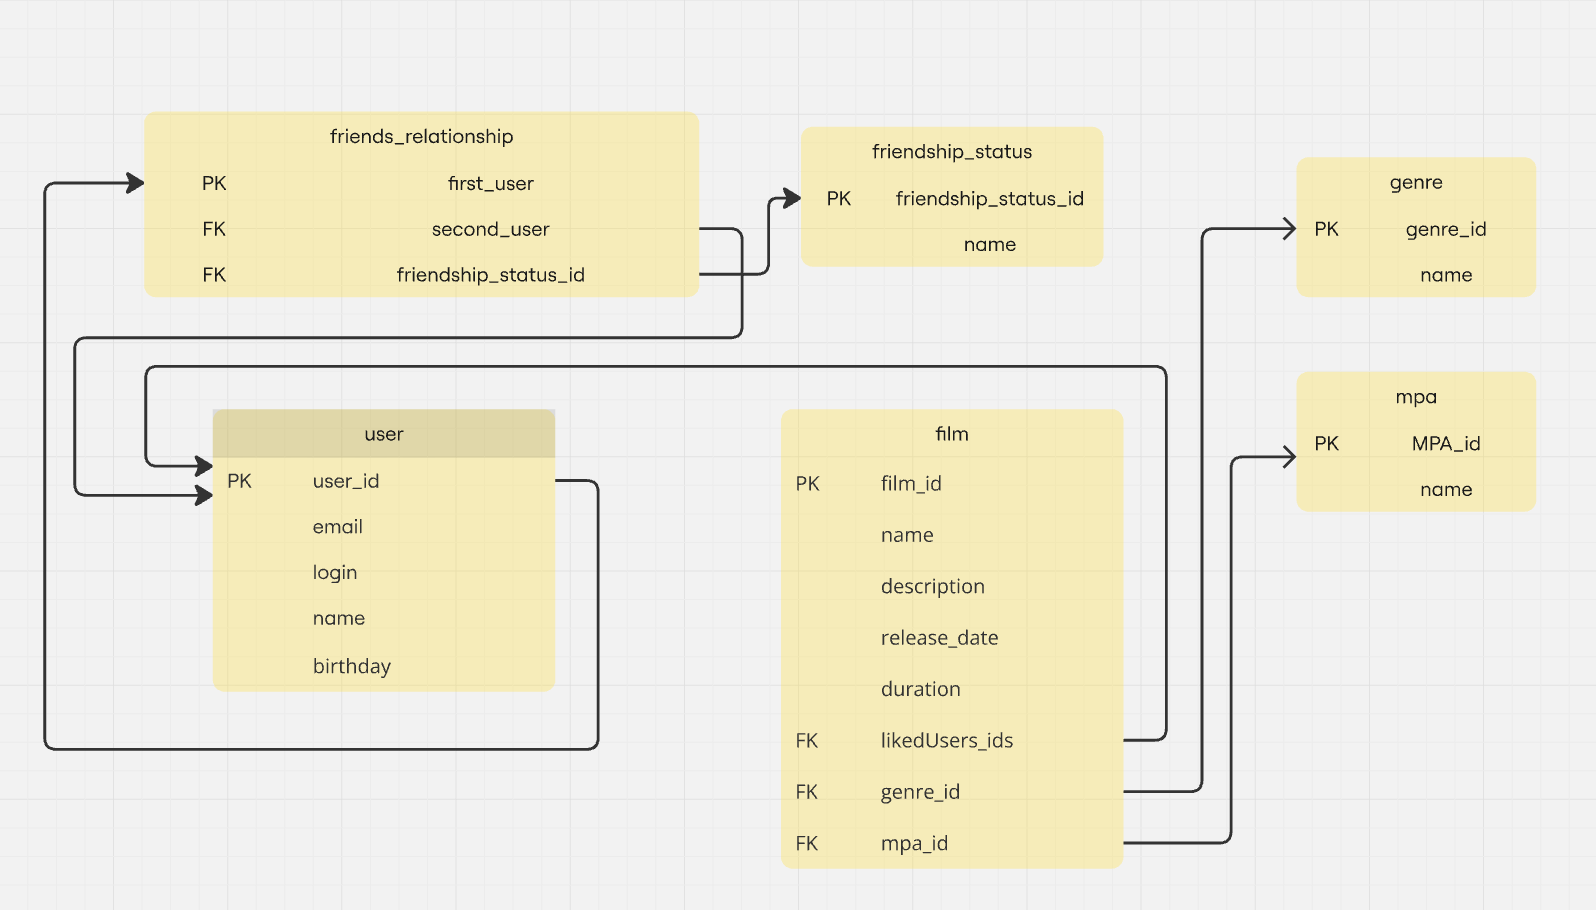 friends_relationship
PK first_user
FK second_user
FK friendship_status_id
friendship_status
PK friendship_status_id
name
genre
PK genre_id
name
user
PK user_id
email
login
name
birthday
film
PK film_id
name
description
release_date
duration
FK likedUsers_ids
FK genre_id
FK mpa_id
mpa
PK MPA_id
name